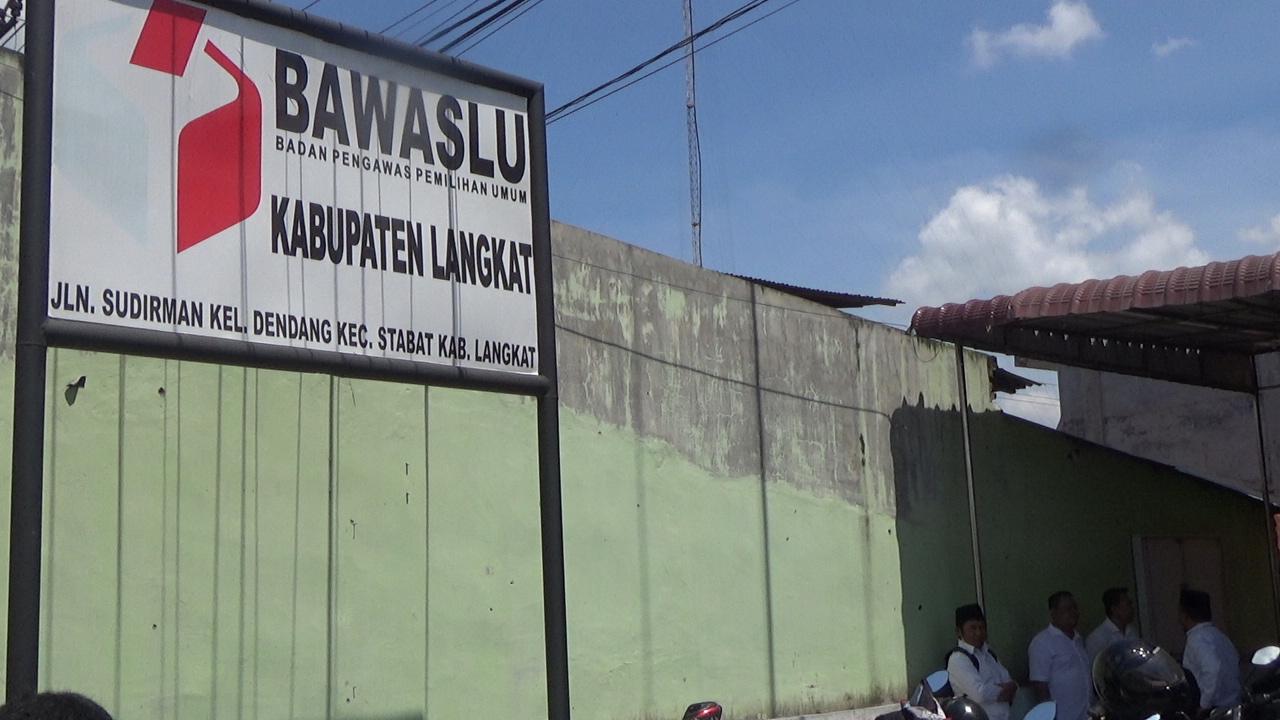 BAWASLU
BADAN PENGAWAS PEMILIHAN UMUM
KABUPATEN LANGKAT
JLN. SUDIRMAN KEL. DENDANG KEC. STABAT KAB. LANGKAT